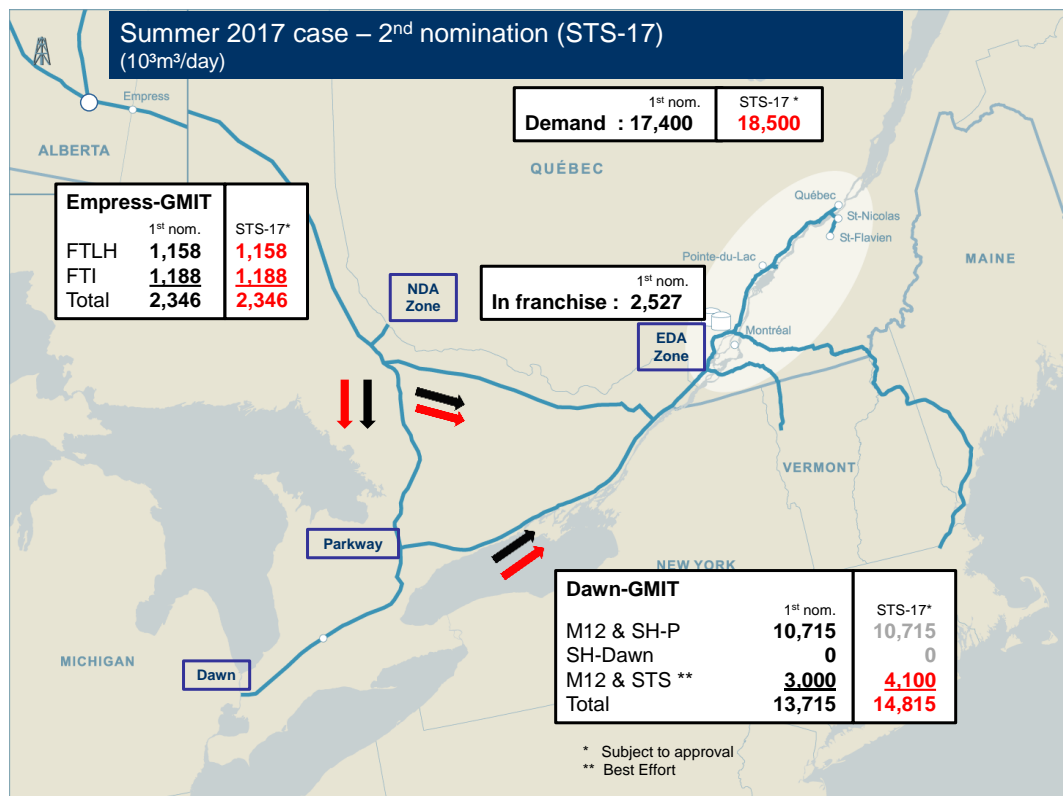 Summer 2017 case – 2nd nomination (STS-17)
(10³m³/day)
Empress
ALBERTA
1st nom. STS-17 *
Demand : 17,400 18,500
QUÉBEC
Empress-GMIT
1st nom. STS-17*
FTLH 1,158 1,158
FTI 1,188 1,188
Total 2,346 2,346
Québec
St-Nicolas
St-Flavien
Pointe-du-Lac
MAINE
NDA
Zone
1st nom.
In franchise : 2,527
EDA
Zone
Montréal
VERMONT
Parkway
NEW YORK
Dawn-GMIT
1st nom. STS-17*
M12 & SH-P 10,715 10,715
SH-Dawn 0 0
M12 & STS ** 3,000 4,100
Total 13,715 14,815
MICHIGAN
Dawn
* Subject to approval
** Best Effort